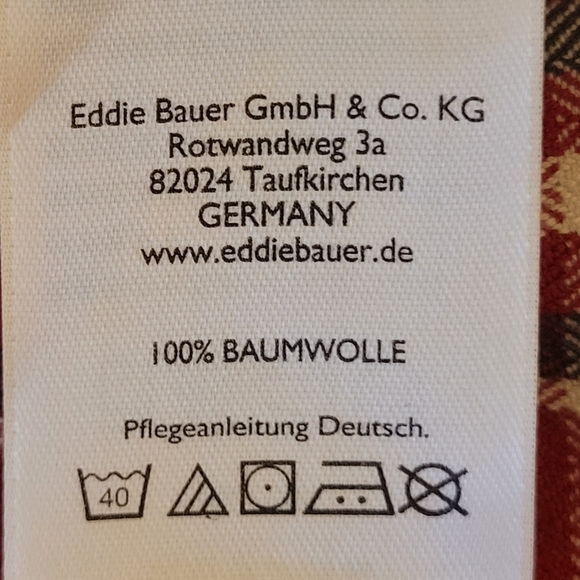 Eddie Bauer GmbH & Co. KG
Rotwandweg 3a
82024 Taufkirchen
GERMANY
www.eddiebauer.de
100% BAUMWOLLE
Pflegeanleitung Deutsch.
40